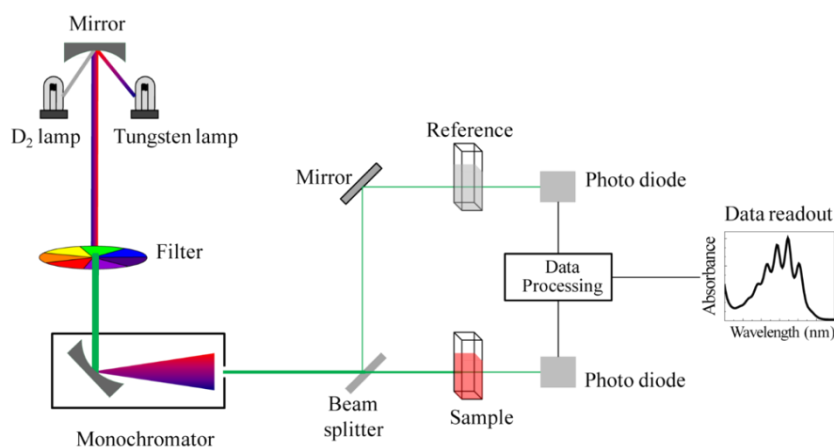 Mirror
D₂ lamp
Tungsten lamp
Reference
Mirror
Photo diode
Data readout
Filter
Data
Processing
Absorbance
Wavelength (nm)
Photo diode
Beam
splitter
Sample
Monochromator